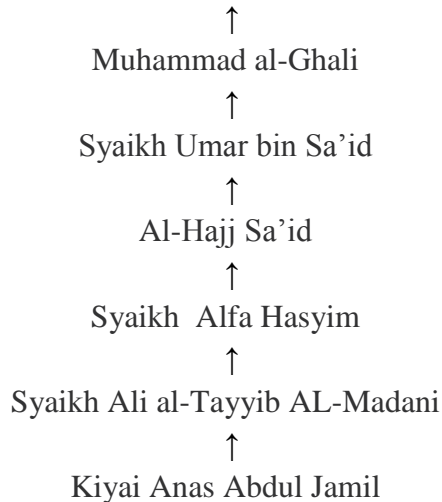 ↑
Muhammad al-Ghali
↑
Syaikh Umar bin Sa’id
↑
Al-Hajj Sa’id
↑
Syaikh  Alfa Hasyim
↑
Syaikh Ali al-Tayyib AL-Madani
↑
Kiyai Anas Abdul Jamil